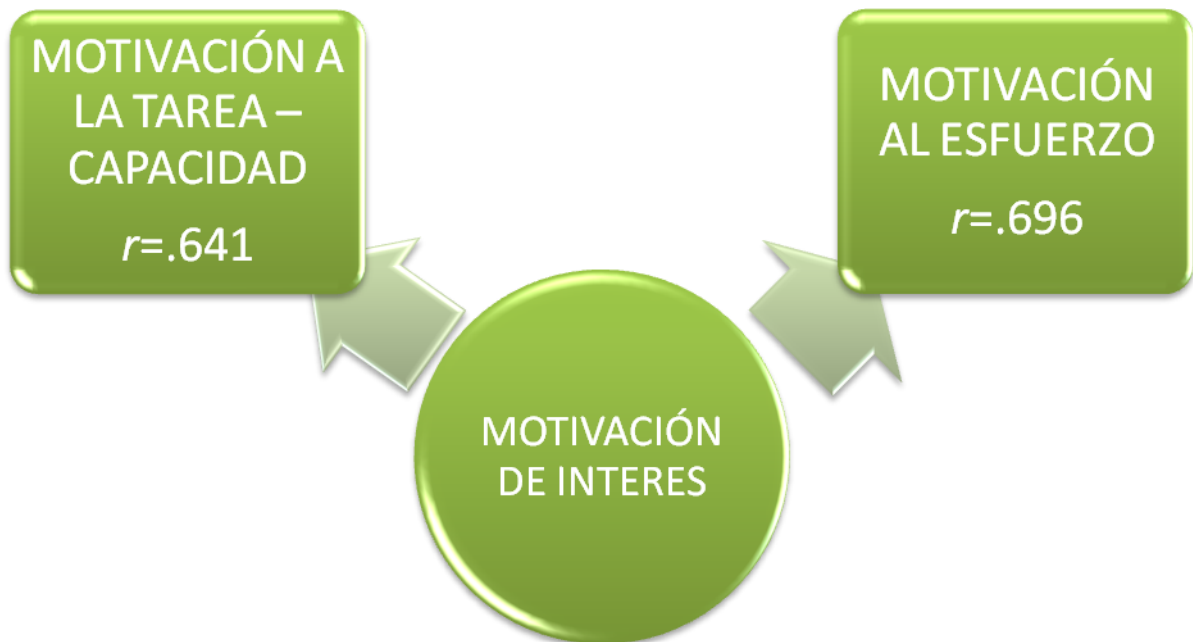 MOTIVACIÓN A
LA TAREA –
CAPACIDAD
r=.641
MOTIVACIÓN
AL ESFUERZO
r=.696
MOTIVACIÓN
DE INTERES